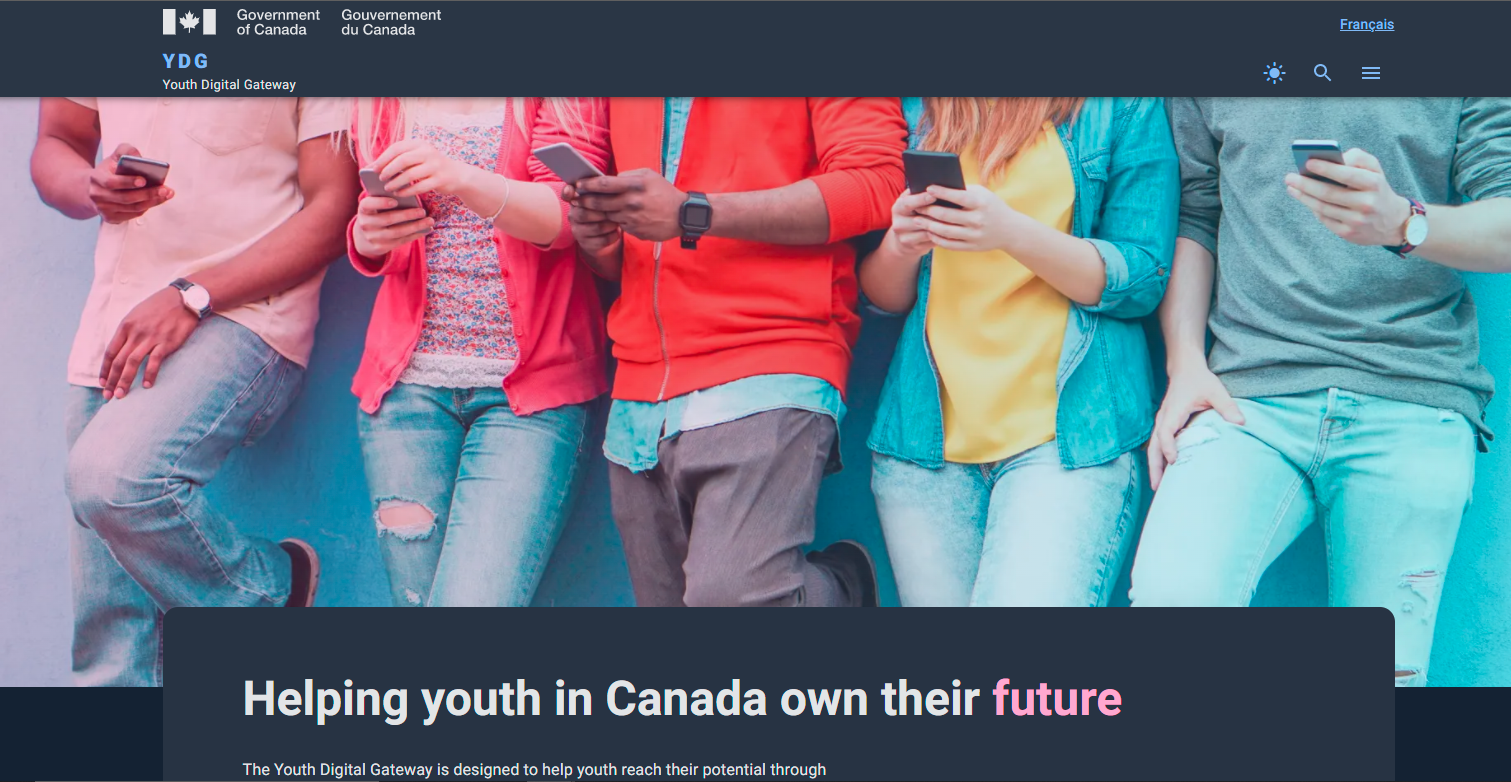 Government
of Canada
Gouvernement
du Canada
Français
YDG
Youth Digital Gateway
Helping youth in Canada own their future
The Youth Digital Gateway is designed to help youth reach their potential through